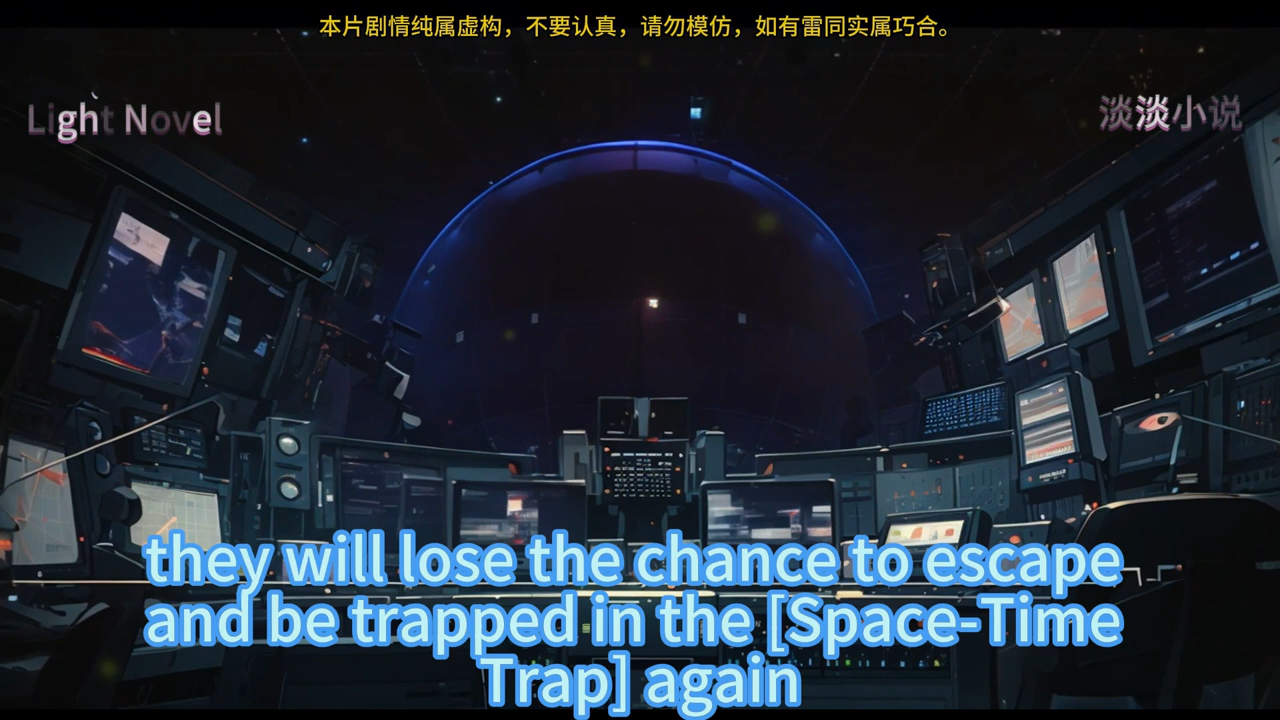 本片剧情纯属虚构，不要认真，请勿模仿，如有雷同实属巧合。
Light Novel
淡淡小说
they will lose the chance to escape
and be trapped in the [Space-Time
Trap] again